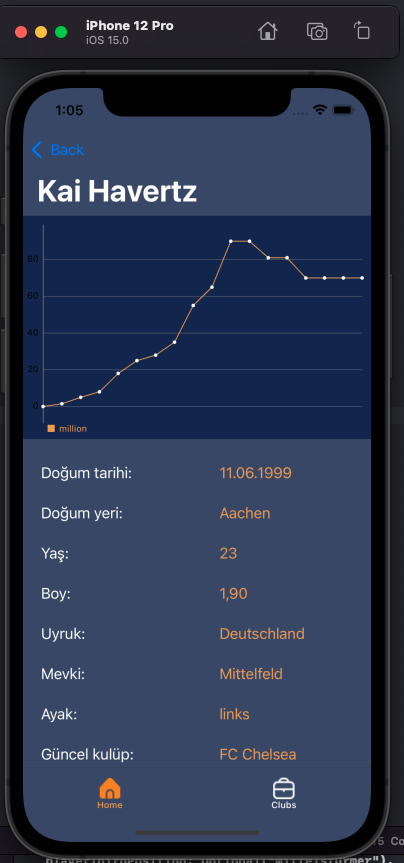 iPhone 12 Pro
iOS 15.0
1:05
Back
Kai Havertz
80
60
40
20
0
million
Doğum tarihi: 11.06.1999
Doğum yeri: Aachen
Yaş: 23
Boy: 1,90
Uyruk: Deutschland
Mevki: Mittelfeld
Ayak: links
Güncel kulüp: FC Chelsea
Home Clubs